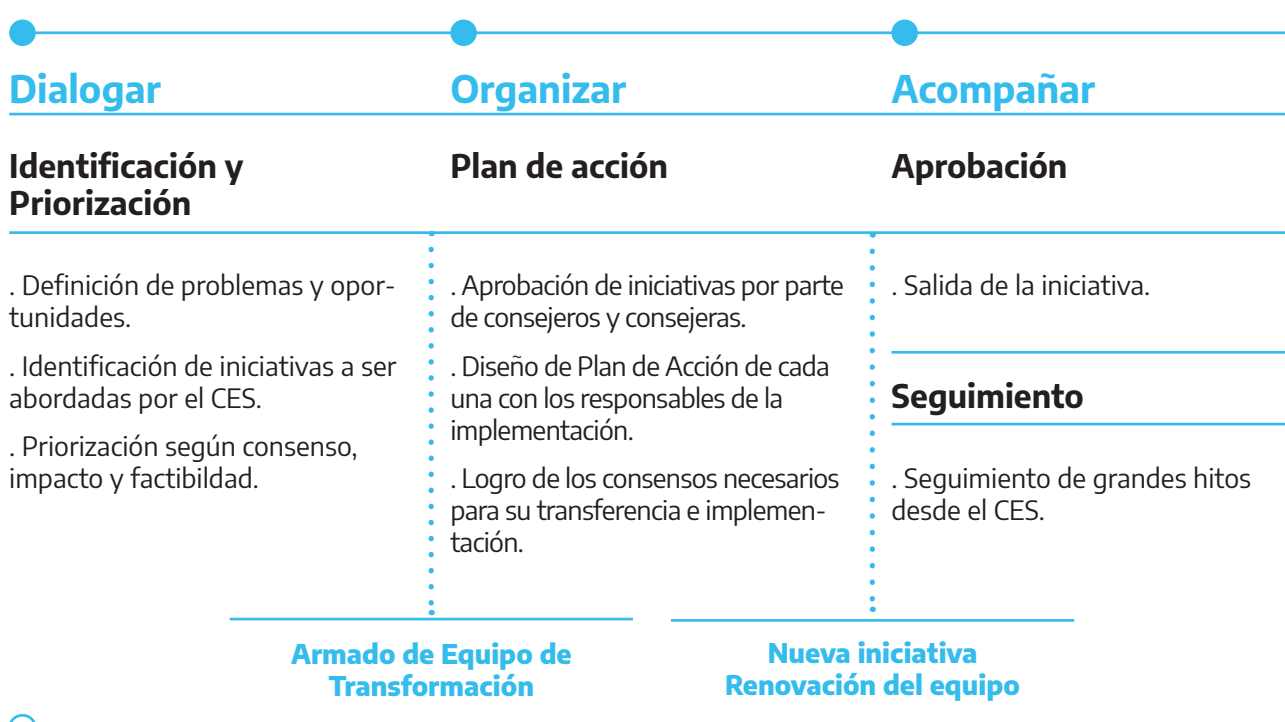 Dialogar
Identificación y
Priorización
. Definición de problemas y opor-
tunidades.
. Identificación de iniciativas a ser
abordadas por el CES.
. Priorización según consenso,
impacto y factibildad.
Organizar
Plan de acción
. Aprobación de iniciativas por parte
de consejeros y consejeras.
. Diseño de Plan de Acción de cada
una con los responsables de la
implementación.
. Logro de los consensos necesarios
para su transferencia e implemen-
tación.
Acompañar
Aprobación
. Salida de la iniciativa.
Seguimiento
. Seguimiento de grandes hitos
desde el CES.
Armado de Equipo de
Transformación
Nueva iniciativa
Renovación del equipo